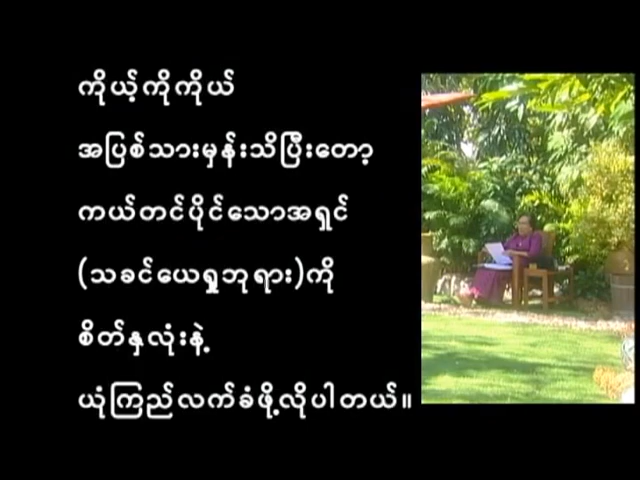 ကိုယ့်ကိုကိုယ်
အပြစ်သားမှန်းသိပြီးတော့
ကယ်တင်ပိုင်သောအရှင်
(သခင်ယေရှုဘုရား)ကို
စိတ်နှလုံးနဲ့
ယုံကြည်လက်ခံဖို့လိုပါတယ်။